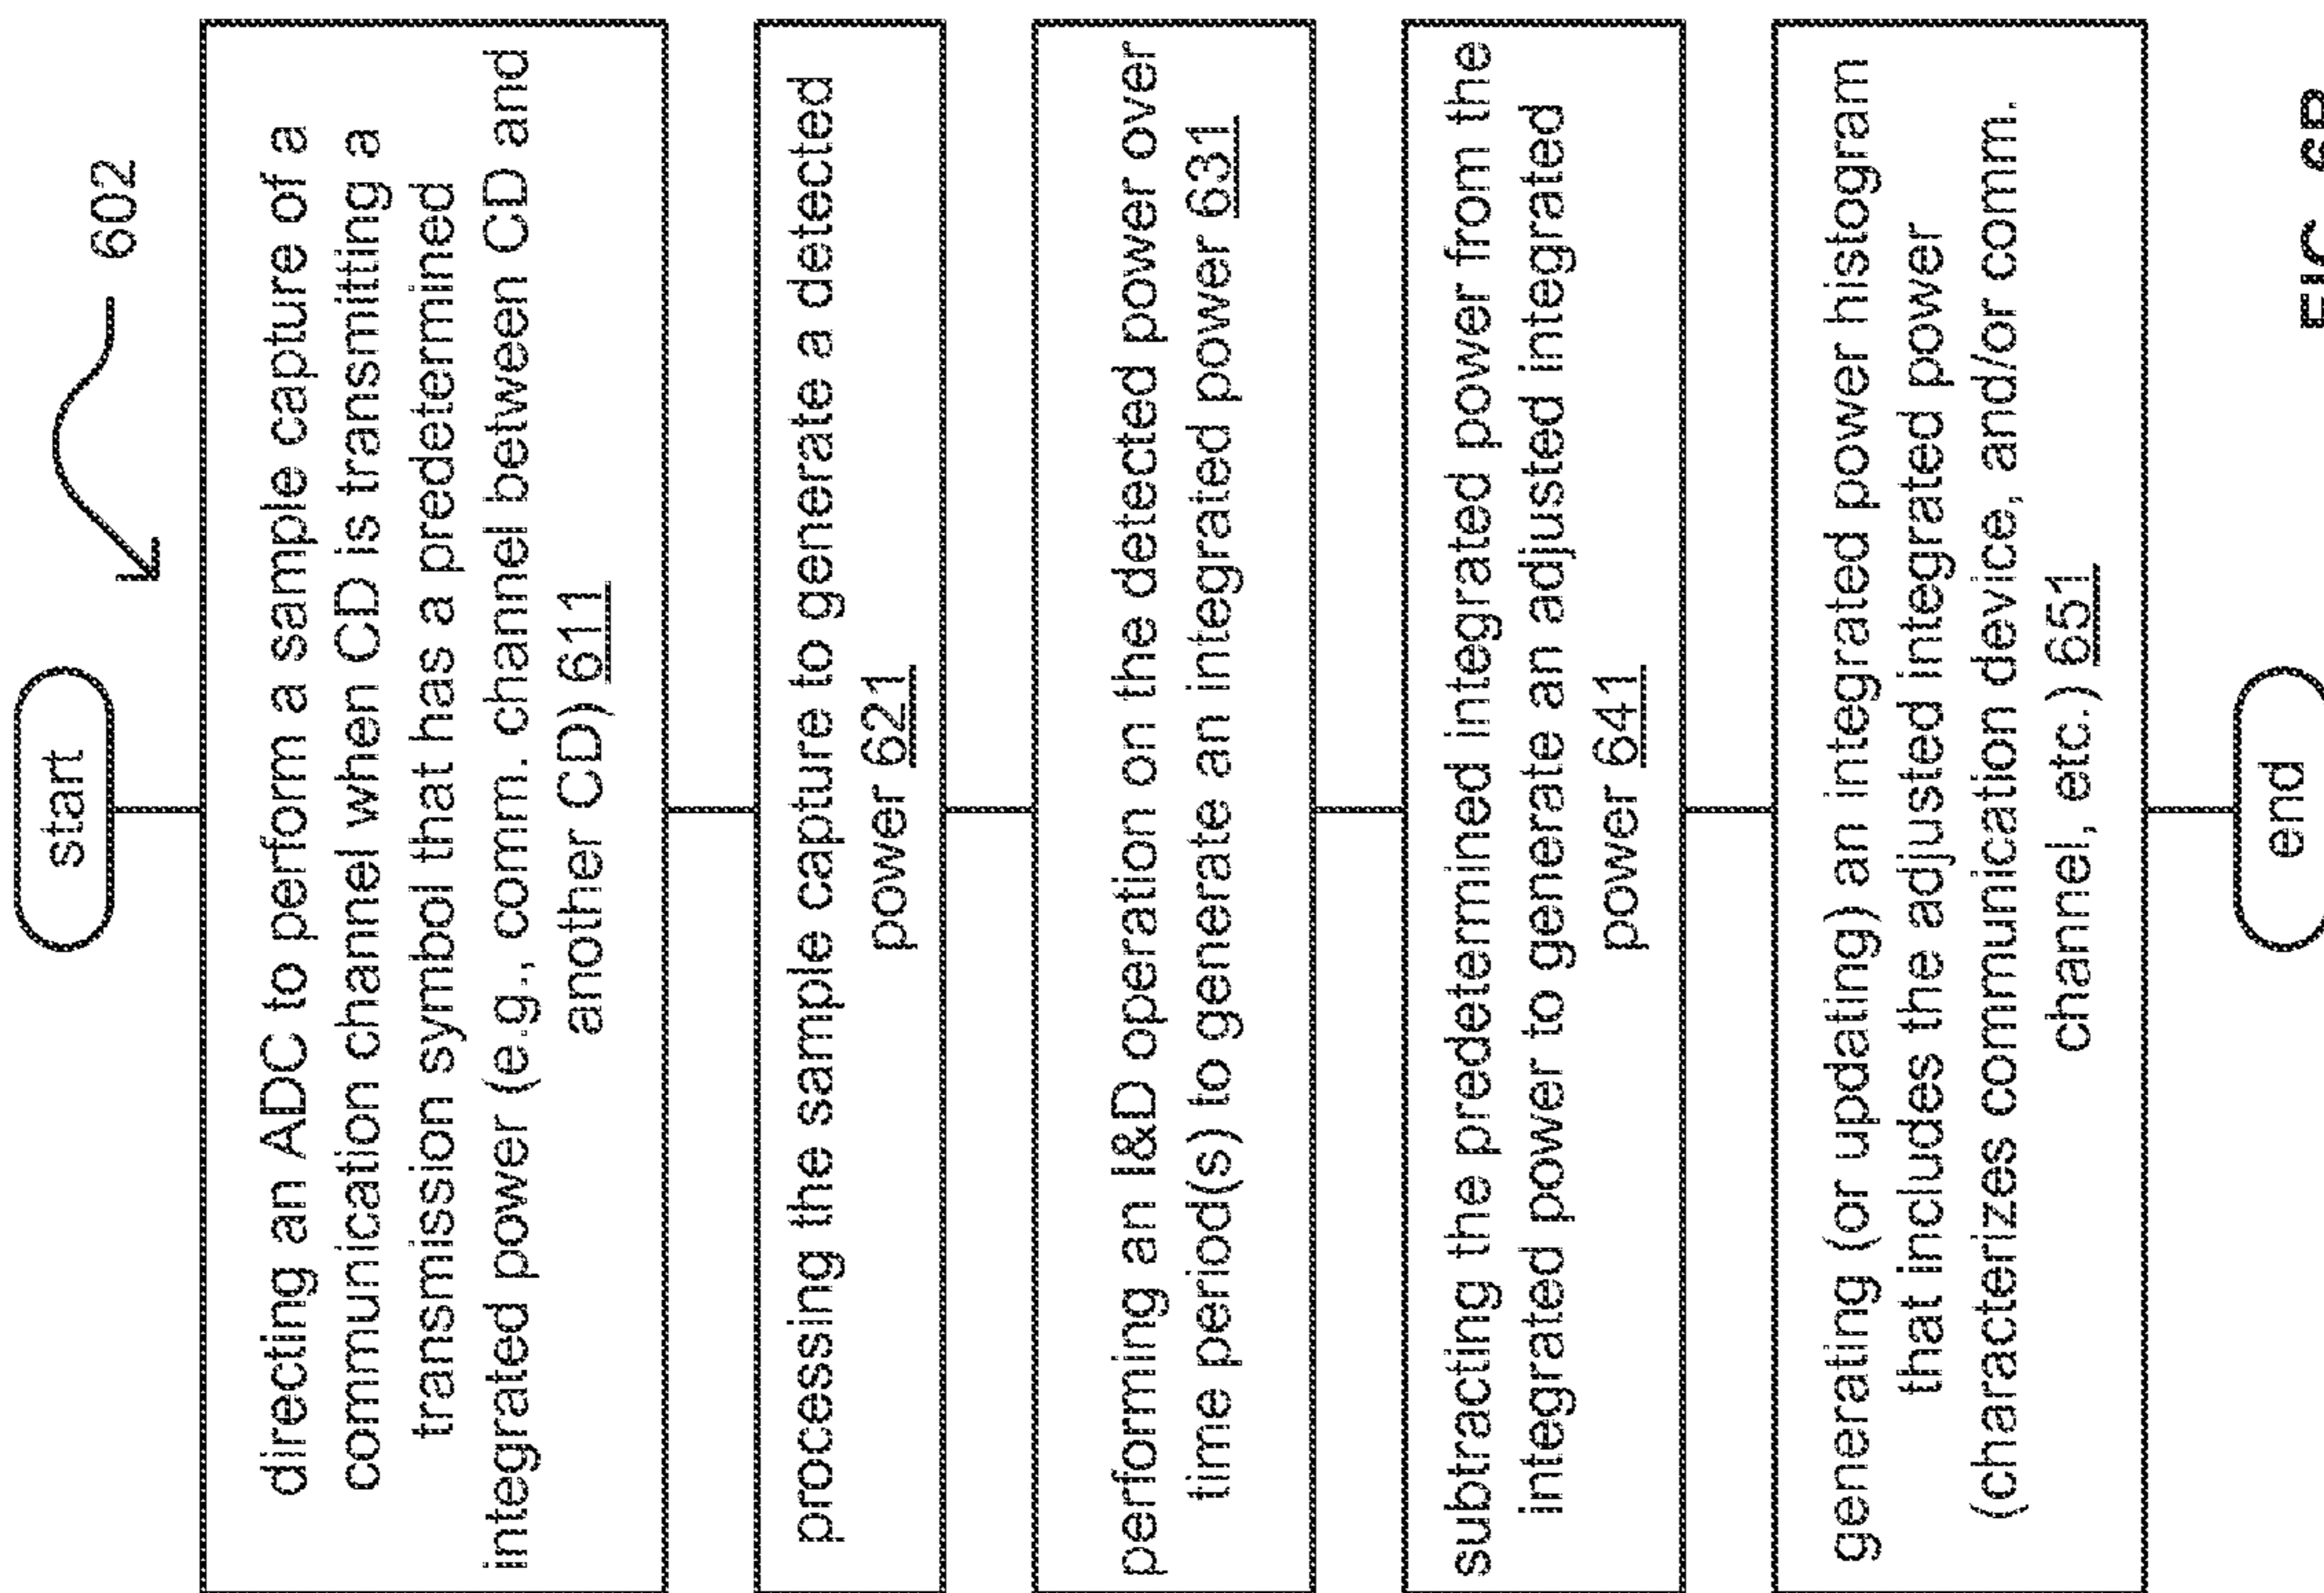 602
start
directing an ADC to perform a sample capture of a
communication channel when CD is transmitting a
transmission symbol that has a predetermined
integrated power (e.g., comm. channel between CD and
another CD) 611
processing the sample capture to generate a detected
power 621
performing an I&D operation on the detected power over
time period(s) to generate an integrated power 631
subtracting the predetermined integrated power from the
integrated power to generate an adjusted integrated
power 641
generating (or updating) an integrated power histogram
that includes the adjusted integrated power
(characterizes communication device, and/or comm.
channel, etc.) 651
end